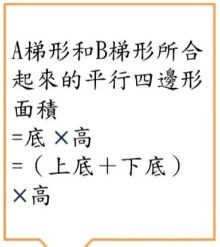 A梯形和B梯形所合
起來的平行四邊形
面積
=底 ×高
=（上底＋下底）
×高